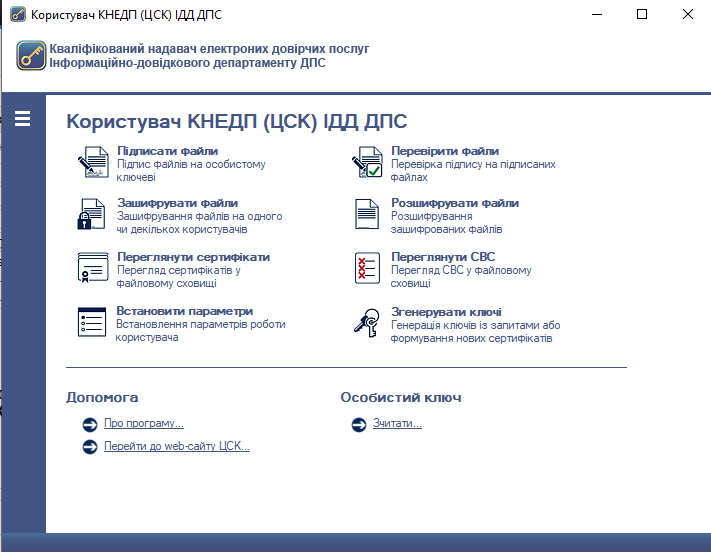 Користувач КНЕДП (ЦСК) ІДД ДПС
Кваліфікований надавач електроних довірчих послуг
Інформаційно-довідкового департаменту ДПС
Користувач КНЕДП (ЦСК) ІДД ДПС
Підписати файли
Підпис файлів на особистому
ключеві
Перевірити файли
Перевірка підпису на підписаних
файлах
Зашифрувати файли
Зашифрування файлів на одного
чи декількох користувачів
Розшифрувати файли
Розшифрування
зашифрованих файлів
Переглянути сертифікати
Перегляд сертифікатів у
файловому сховищі
Переглянути СВС
Перегляд СВС у файловому
сховищі
Встановити параметри
Встановлення параметрів роботи
користувача
Згенерувати ключі
Генерація ключів із запитами або
формування нових сертифікатів
Допомога
Про програму...
Перейти до web-сайту ЦСК...
Особистий ключ
Зчитати...